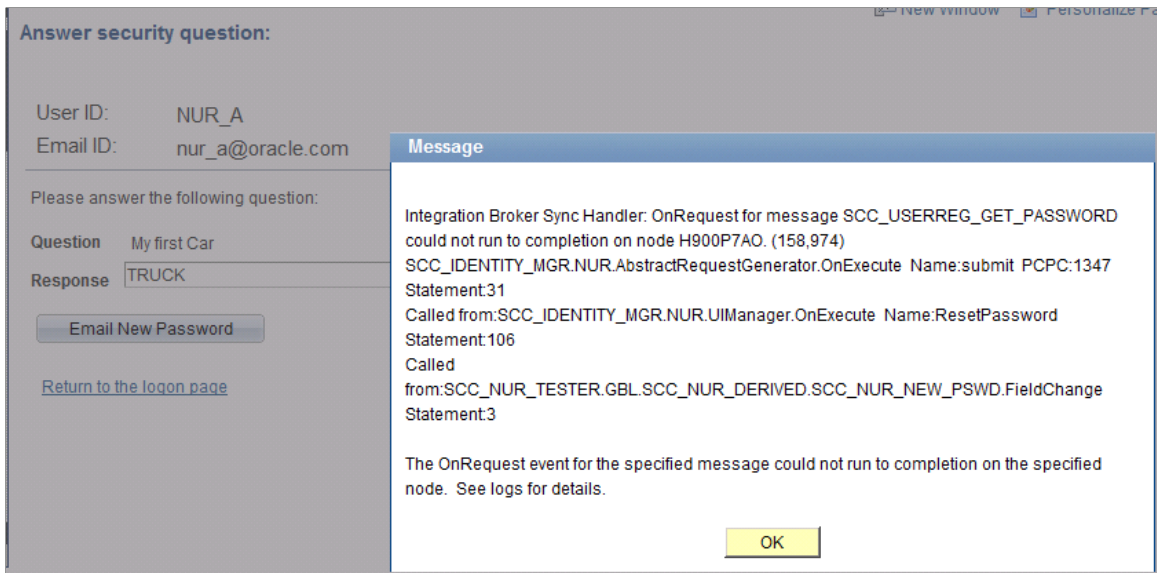 New Window Personalize Pa
Answer security question:
User ID: NUR_A
Email ID: nur_a@oracle.com
Please answer the following question:
Question My first Car
Response TRUCK
Email New Password
Return to the logon page
Message
Integration Broker Sync Handler: OnRequest for message SCC_USERREG_GET_PASSWORD
could not run to completion on node H900P7AO. (158,974)
SCC_IDENTITY_MGR.NUR.AbstractRequestGenerator.OnExecute Name:submit PCPC:1347
Statement:31
Called from:SCC_IDENTITY_MGR.NUR.UIManager.OnExecute Name:ResetPassword
Statement:106
Called
from:SCC_NUR_TESTER.GBL.SCC_NUR_DERIVED.SCC_NUR_NEW_PSWD.FieldChange
Statement:3
The OnRequest event for the specified message could not run to completion on the specified
node. See logs for details.
OK